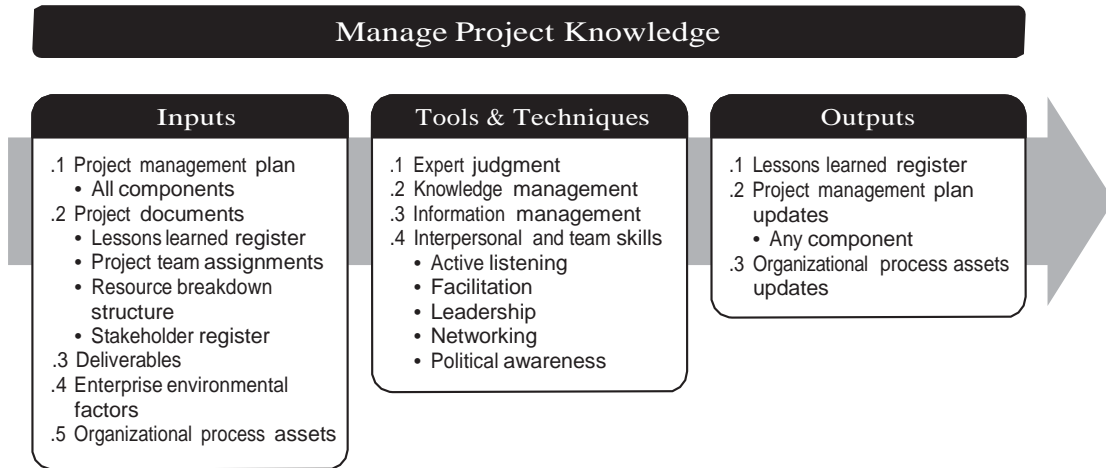 Manage Project Knowledge
Inputs
.1 Project management plan
• All components
.2 Project documents
• Lessons learned register
• Project team assignments
• Resource breakdown
structure
• Stakeholder register
.3 Deliverables
.4 Enterprise environmental
factors
.5 Organizational process assets
Tools & Techniques
.1 Expert judgment
.2 Knowledge management
.3 Information management
.4 Interpersonal and team skills
• Active listening
• Facilitation
• Leadership
• Networking
• Political awareness
Outputs
.1 Lessons learned register
.2 Project management plan
updates
• Any component
.3 Organizational process assets
updates